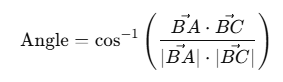 Angle = cos⁻¹ ( (B⃗A · B⃗C) / (|B⃗A| · |B⃗C|) )